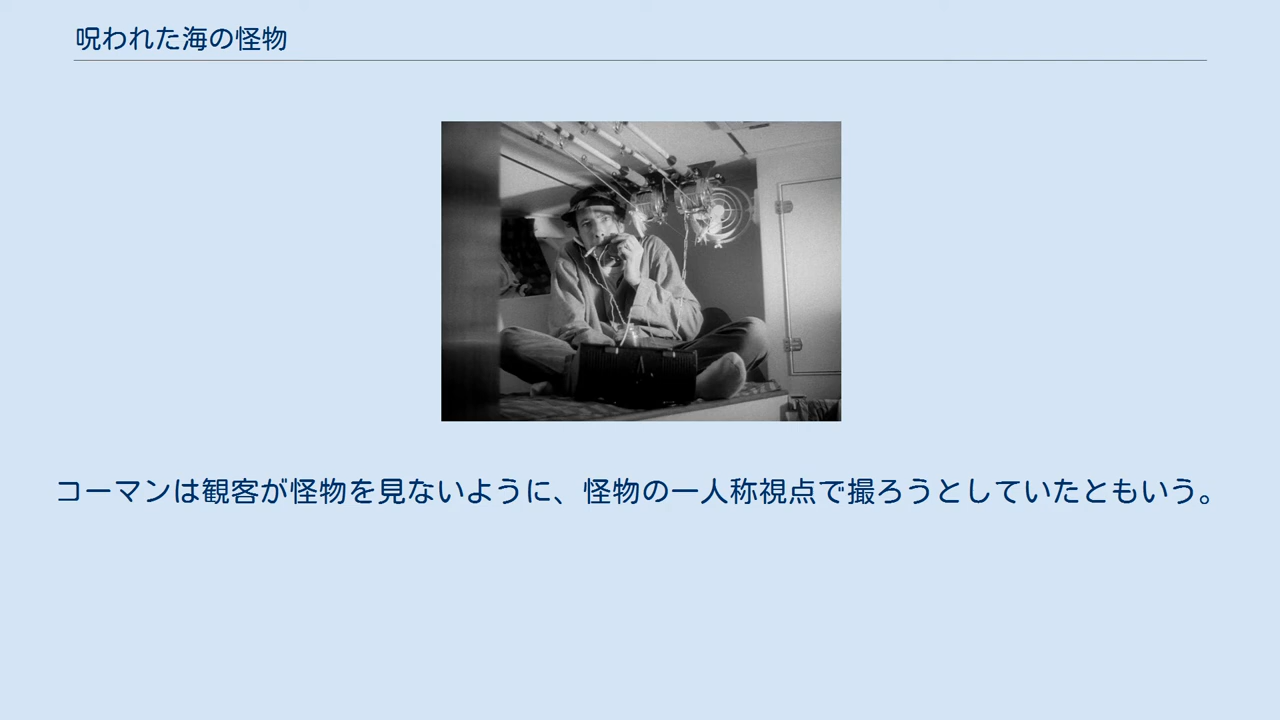 呪われた海の怪物
コーマンは観客が怪物を見ないように、怪物の一人称視点で撮ろうとしていたともいう。